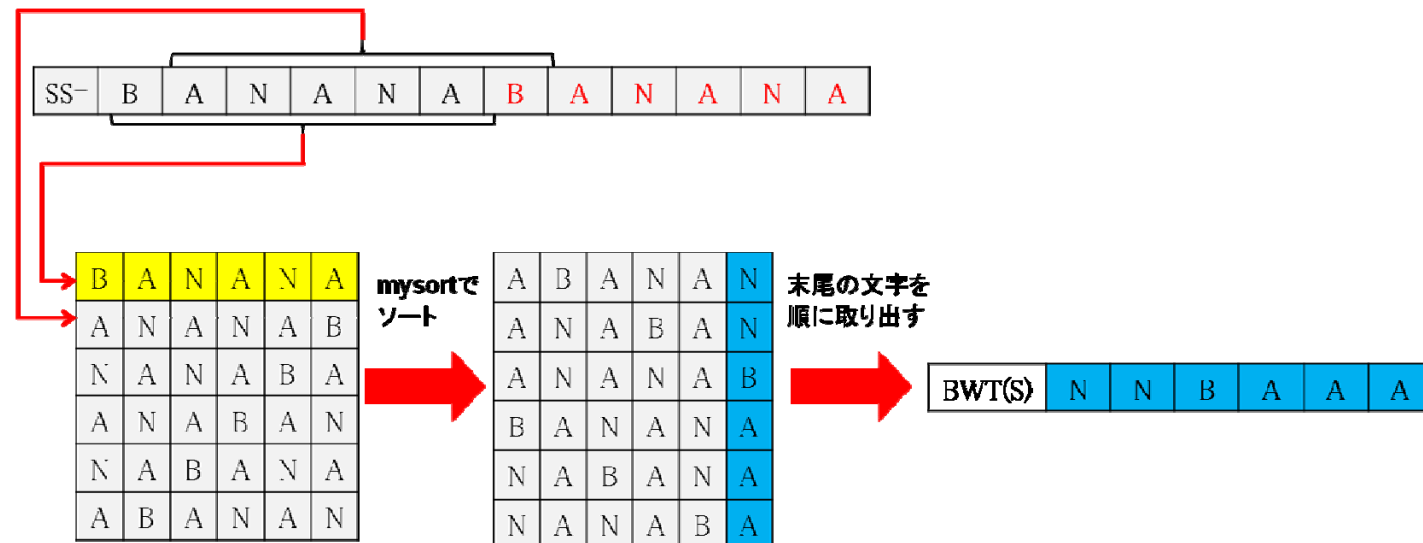 SS- B A N A N A B A N A N A
B A N A N A
A N A N A B
N A N A B A
A N A B A N
N A B A N A
A B A N A N
mysortで
ソート
A B A N A N
A N A B A N
A N A N A B
B A N A N A
N A B A N A
N A N A B A
末尾の文字を
順に取り出す
BWT(S) N N B A A A